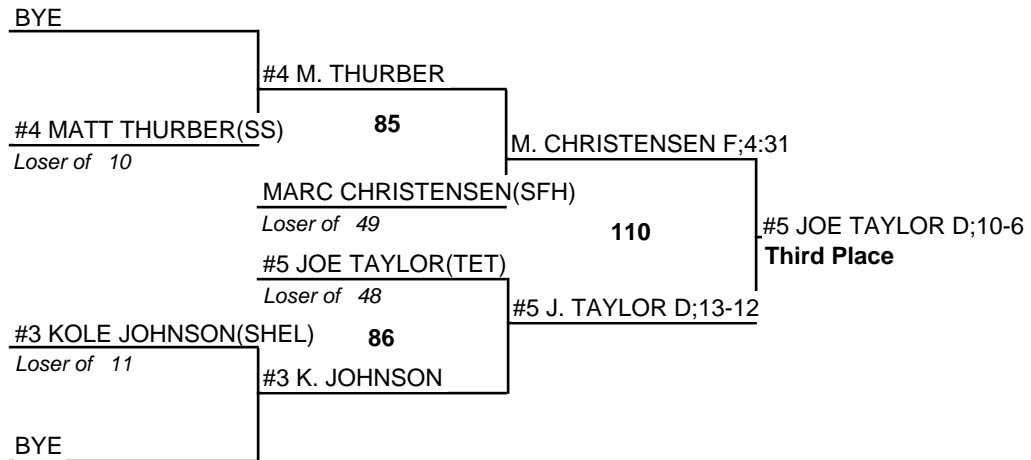 BYE
#4 M. THURBER
85
#4 MATT THURBER(SS)
Loser of 10
M. CHRISTENSEN F;4:31
MARC CHRISTENSEN(SFH)
Loser of 49
110
#5 JOE TAYLOR D;10-6
Third Place
#5 JOE TAYLOR(TET)
Loser of 48
#5 J. TAYLOR D;13-12
#3 KOLE JOHNSON(SHEL)
Loser of 11
86
#3 K. JOHNSON
BYE